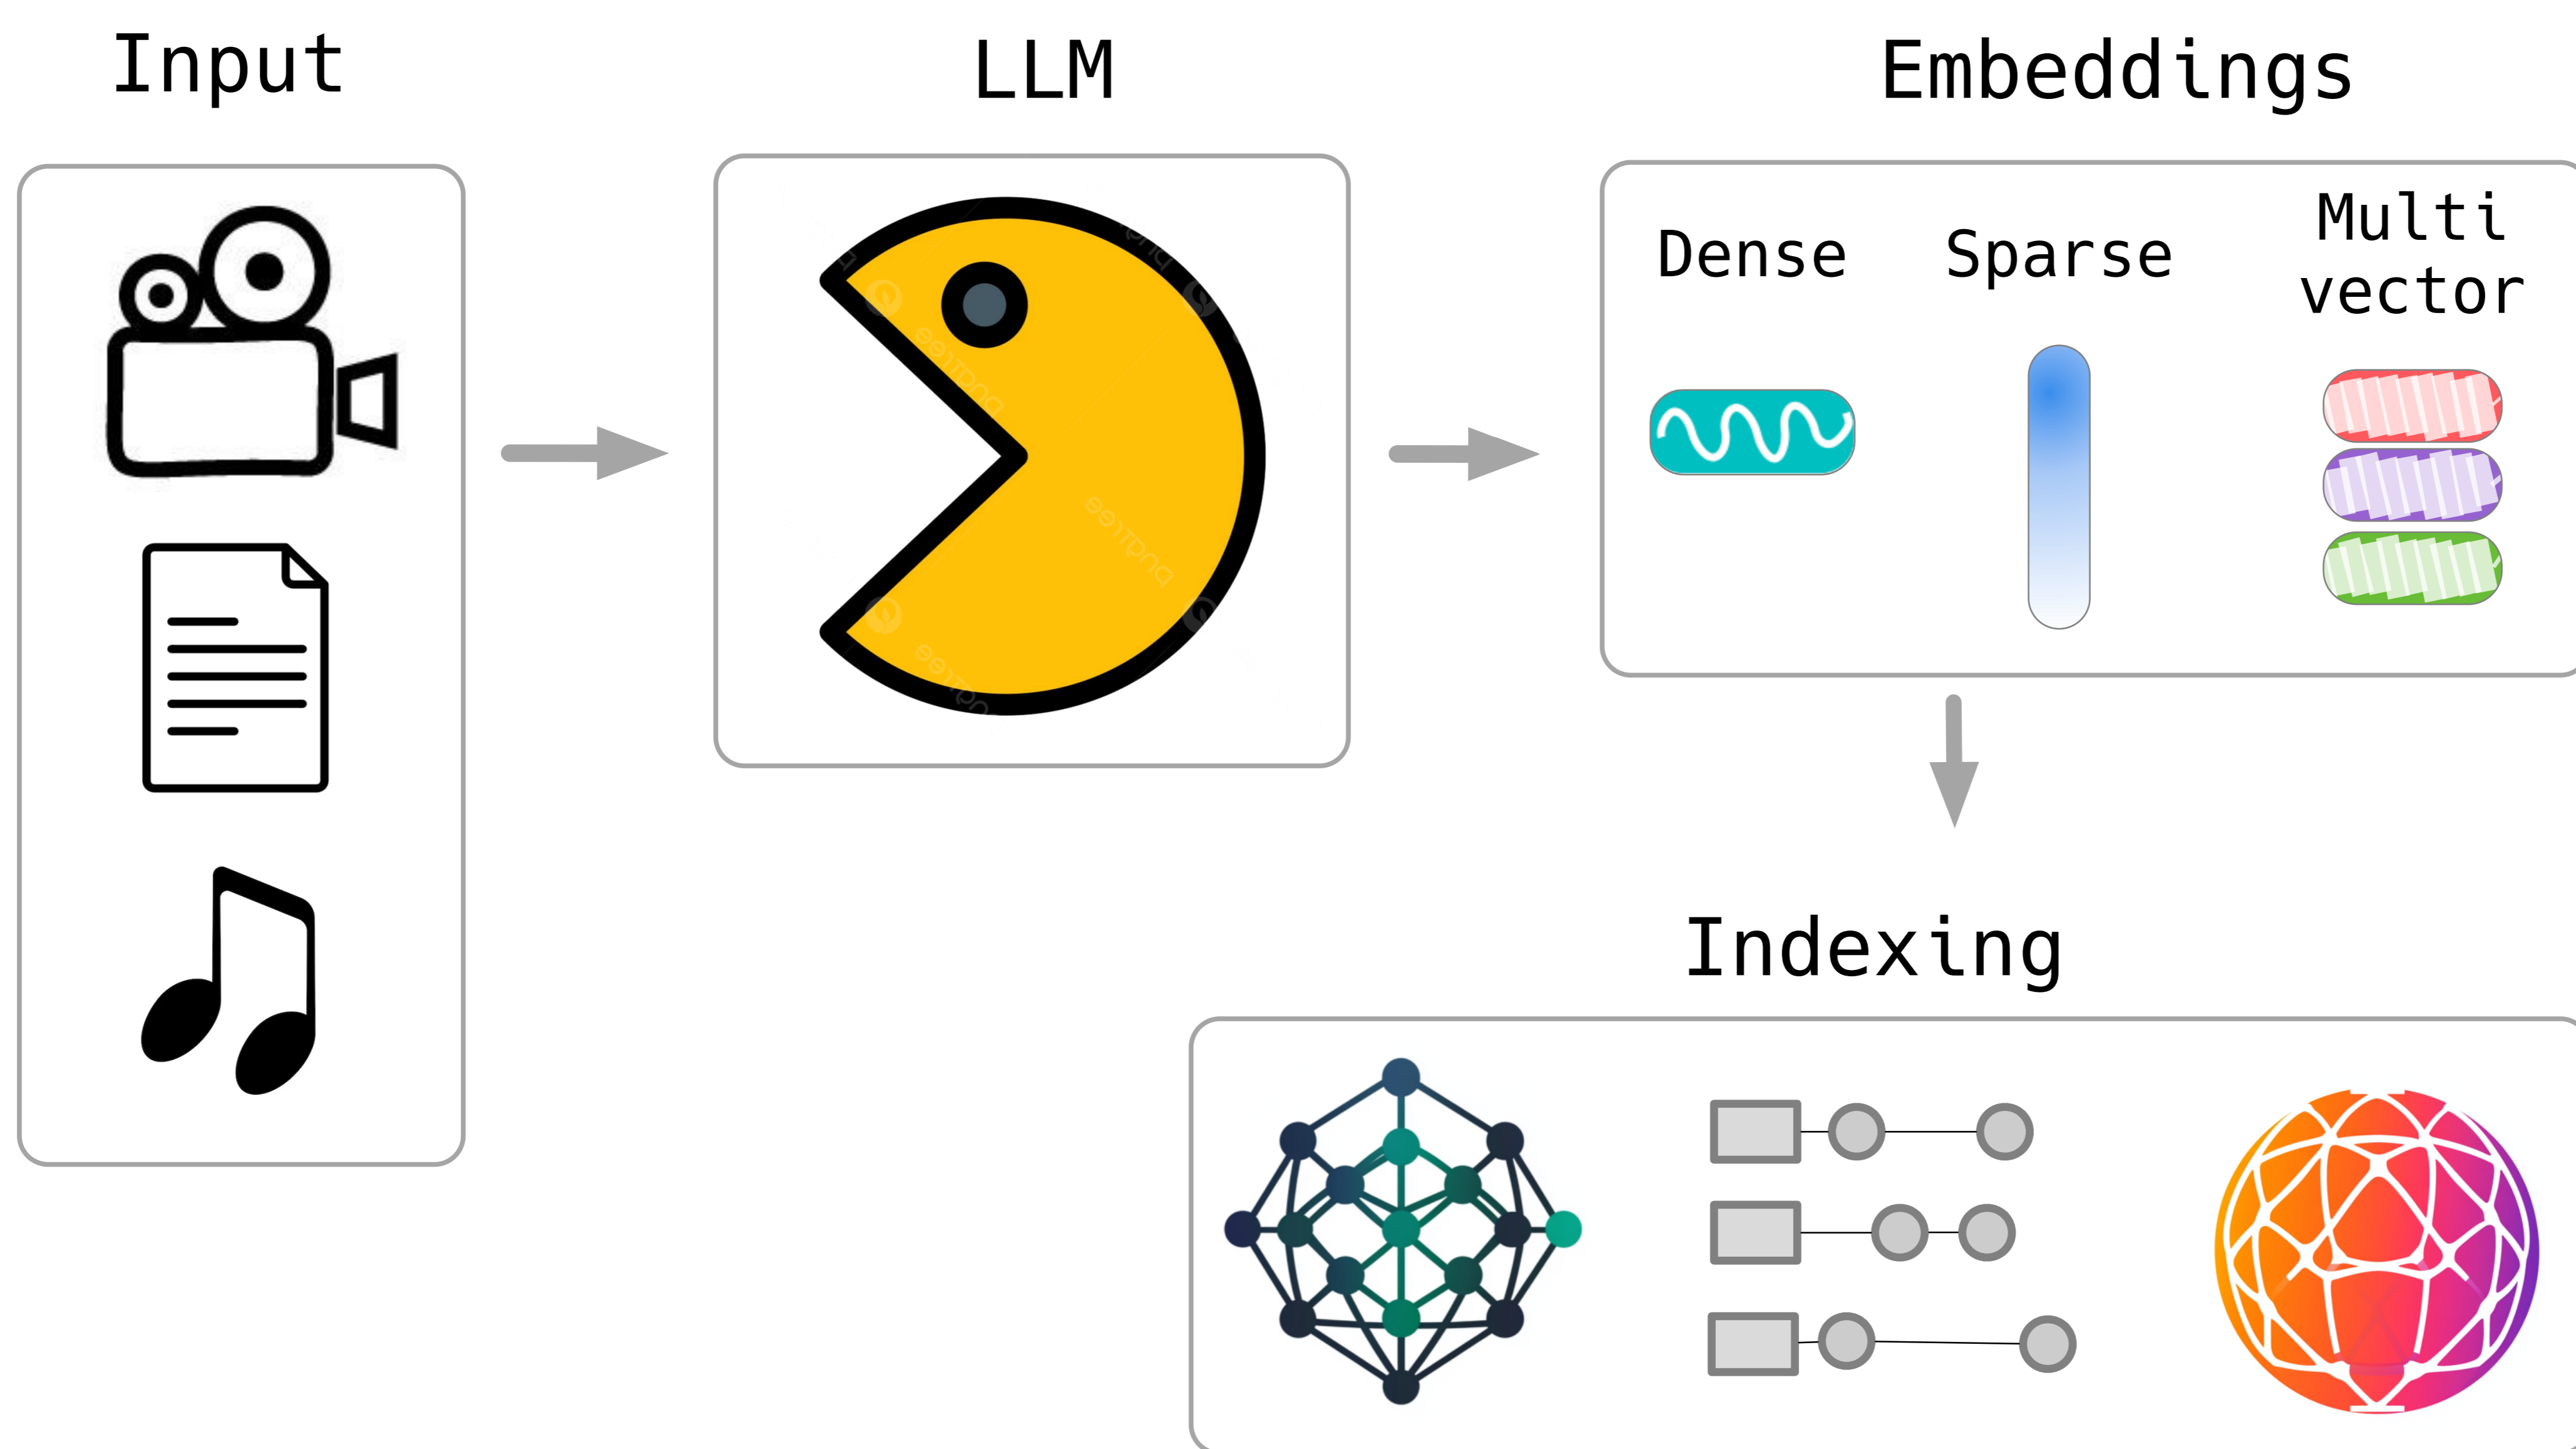 Input
LLM
Embeddings
Dense
Sparse
Multi
vector
Indexing